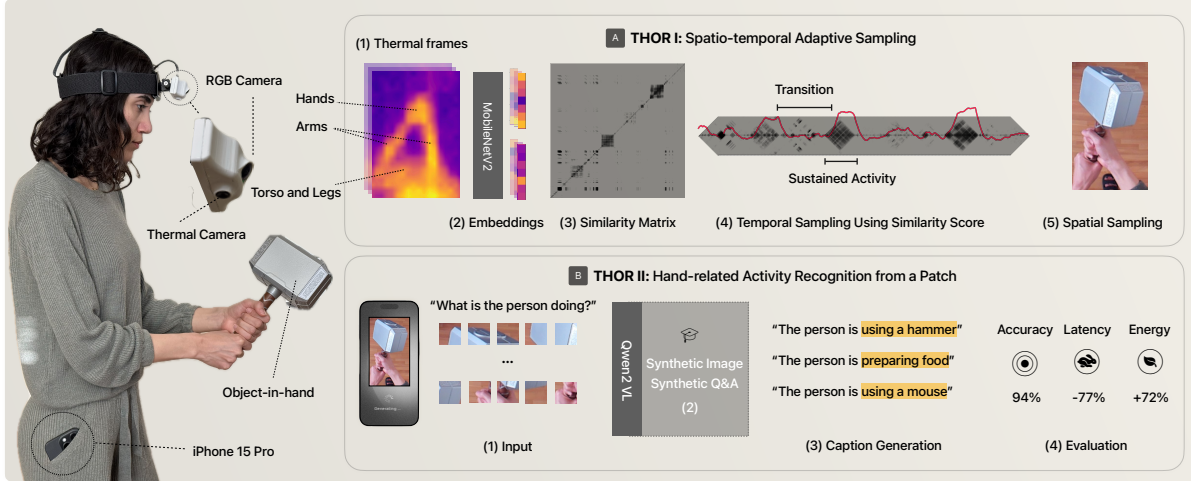 RGB Camera
Thermal Camera
Object-in-hand
iPhone 15 Pro
A THOR I: Spatio-temporal Adaptive Sampling
(1) Thermal frames
Hands
Arms
Torso and Legs
MobileNetV2
Transition
Sustained Activity
(2) Embeddings
(3) Similarity Matrix
(4) Temporal Sampling Using Similarity Score
(5) Spatial Sampling
B THOR II: Hand-related Activity Recognition from a Patch
Generating...
“What is the person doing?”
...
(1) Input
Qwen2 VL
Synthetic Image
Synthetic Q&A
(2)
“The person is using a hammer”
“The person is preparing food”
“The person is using a mouse”
(3) Caption Generation
Accuracy Latency Energy
94% -77% +72%
(4) Evaluation